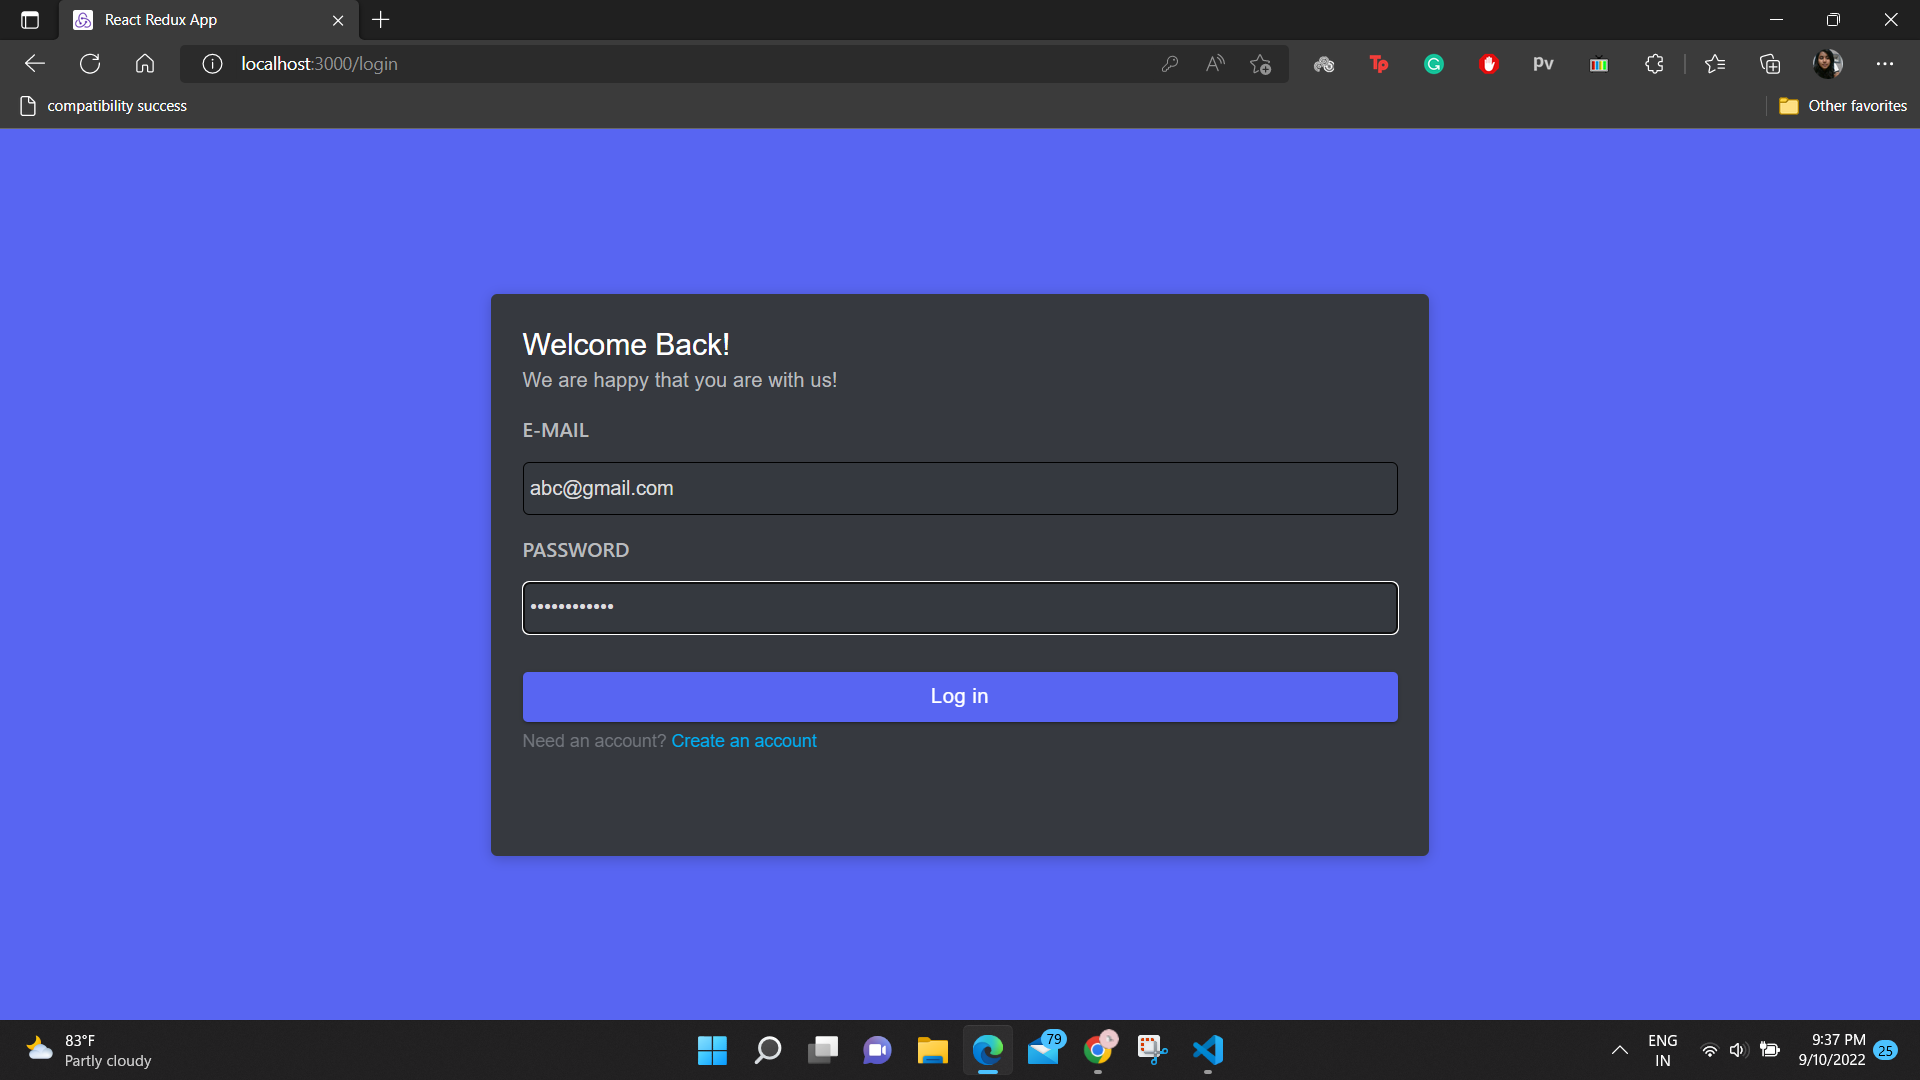 React Redux App
localhost:3000/login
Tp
PV
compatibility success
Other favorites
Welcome Back!
We are happy that you are with us!
E-MAIL
abc@gmail.com
PASSWORD
••••••••••••
Log in
Need an account? Create an account
83°F
Partly cloudy
79
ENG
IN
9:37 PM
9/10/2022
25